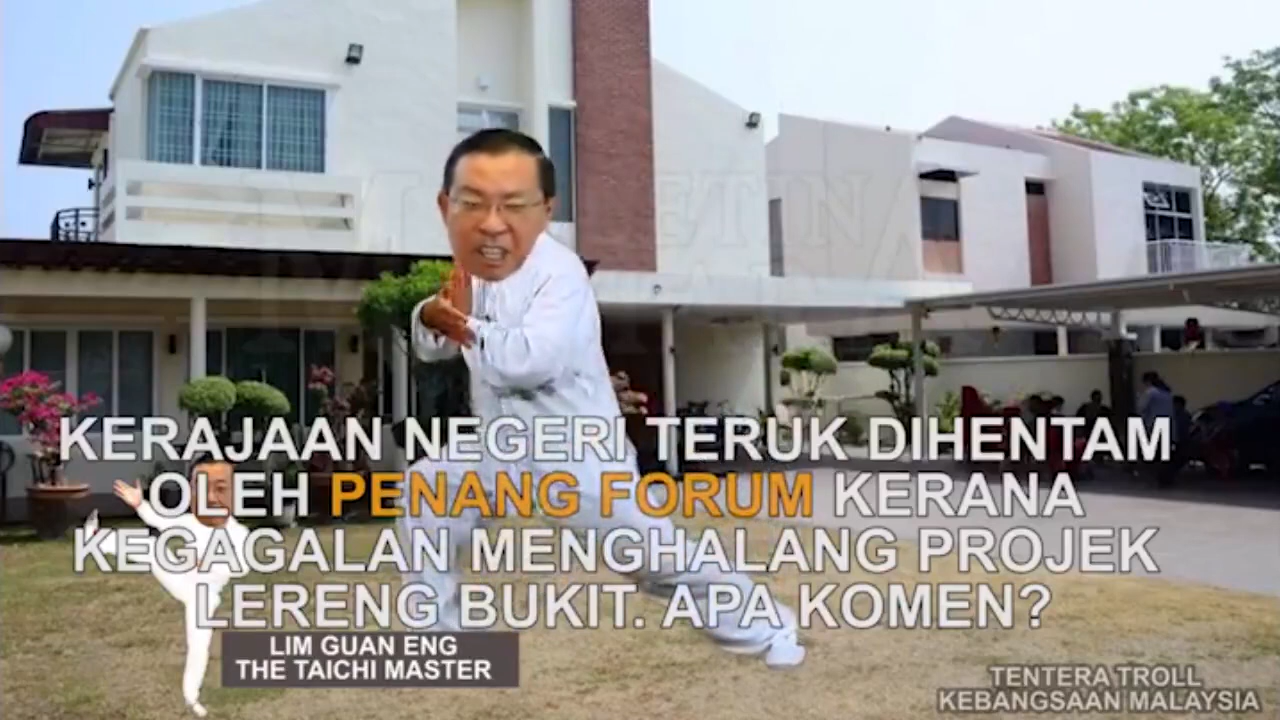 KERAJAAN NEGERI TERUK DIHENTAM
OLEH PENANG FORUM KERANA
KEGAGALAN MENGHALANG PROJEK
LERENG BUKIT. APA KOMEN?
LIM GUAN ENG
THE TAICHI MASTER
TENTERA TROLL
KEBANGSAAN MALAYSIA